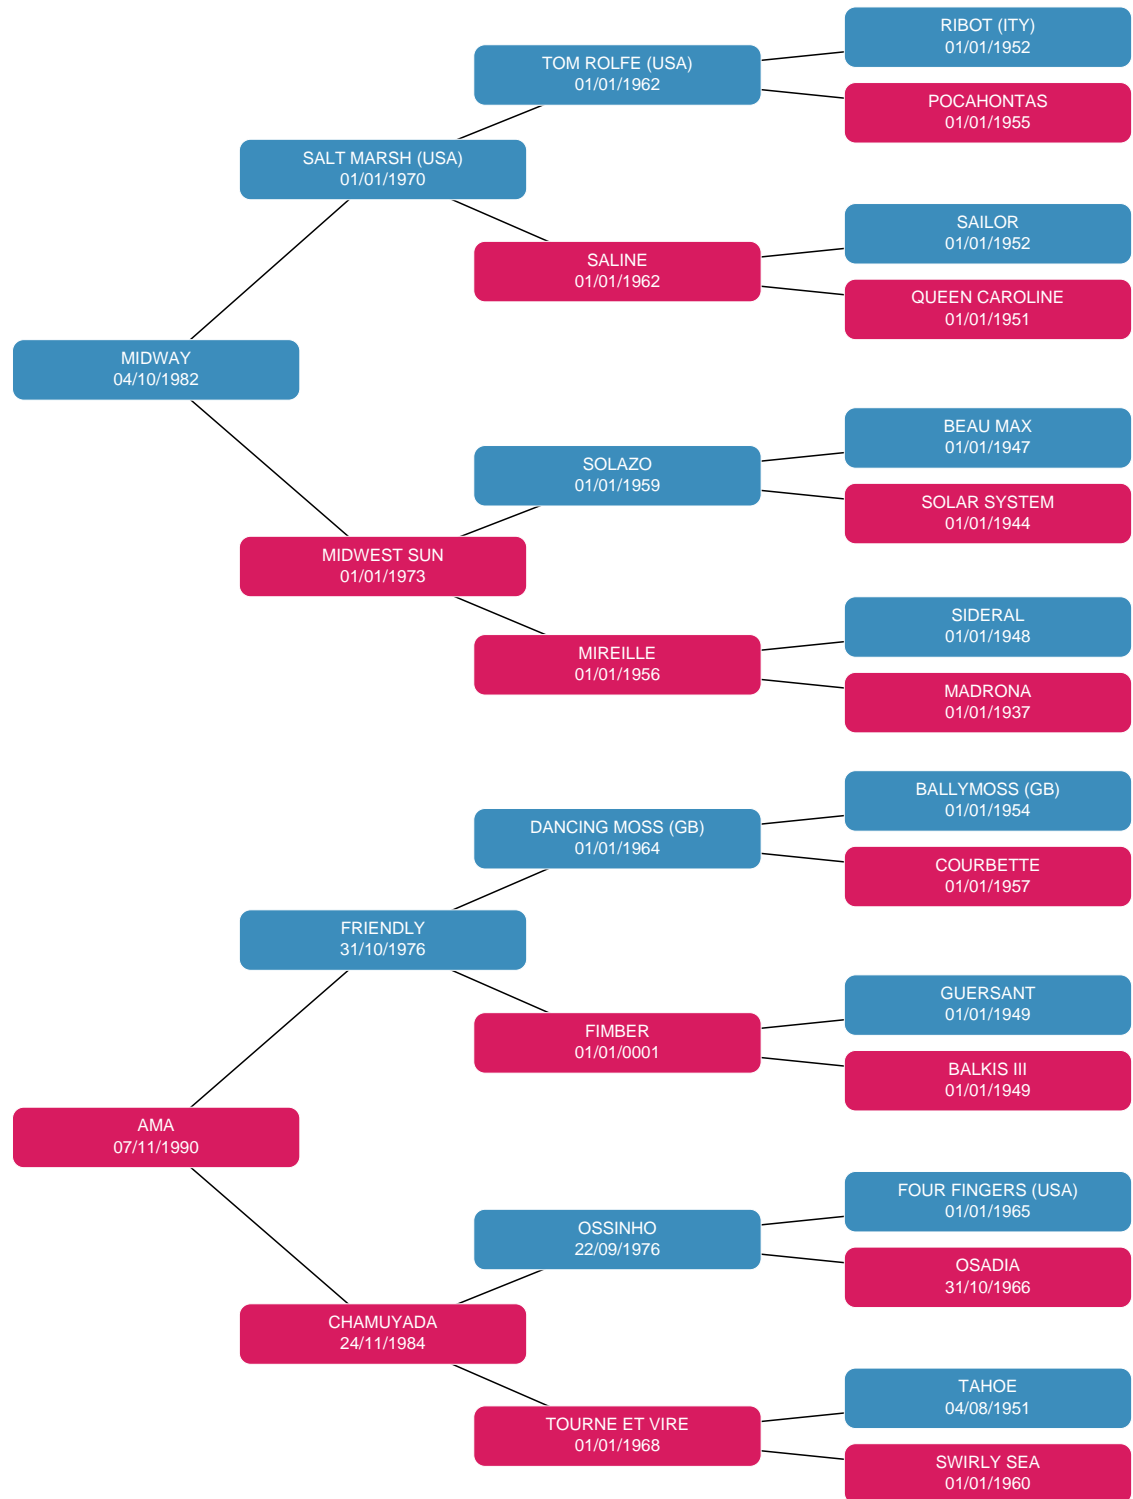 RIBOT (ITY)
01/01/1952
TOM ROLFE (USA)
01/01/1962
POCAHONTAS
01/01/1955
SALT MARSH (USA)
01/01/1970
SAILOR
01/01/1952
SALINE
01/01/1962
QUEEN CAROLINE
01/01/1951
MIDWAY
04/10/1982
BEAU MAX
01/01/1947
SOLAZO
01/01/1959
SOLAR SYSTEM
01/01/1944
MIDWEST SUN
01/01/1973
SIDERAL
01/01/1948
MIREILLE
01/01/1956
MADRONA
01/01/1937
BALLYMOSS (GB)
01/01/1954
DANCING MOSS (GB)
01/01/1964
COURBETTE
01/01/1957
FRIENDLY
31/10/1976
GUERSANT
01/01/1949
FIMBER
01/01/0001
BALKIS III
01/01/1949
AMA
07/11/1990
FOUR FINGERS (USA)
01/01/1965
OSSINHO
22/09/1976
OSADIA
31/10/1966
CHAMUYADA
24/11/1984
TAHOE
04/08/1951
TOURNE ET VIRE
01/01/1968
SWIRLY SEA
01/01/1960